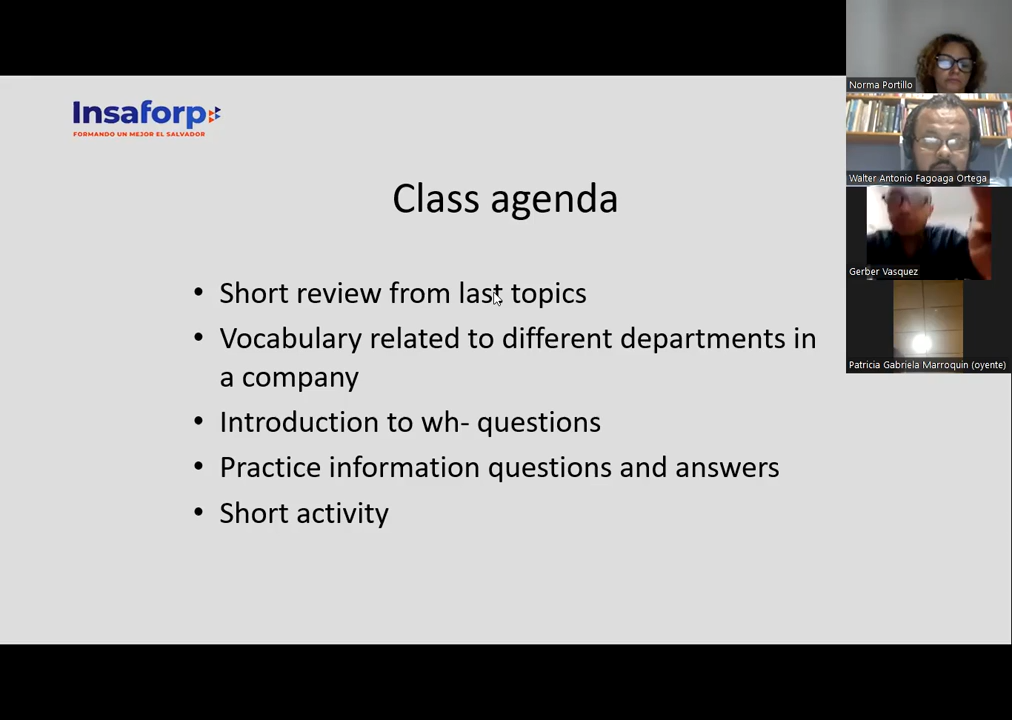 Insaforp
FORMANDO UN MEJOR EL SALVADOR
Class agenda
• Short review from last topics
• Vocabulary related to different departments in
a company
• Introduction to wh- questions
• Practice information questions and answers
• Short activity
Norma Portillo
Walter Antonio Fagoaga Ortega
Gerber Vasquez
Patricia Gabriela Marroquin (oyente)